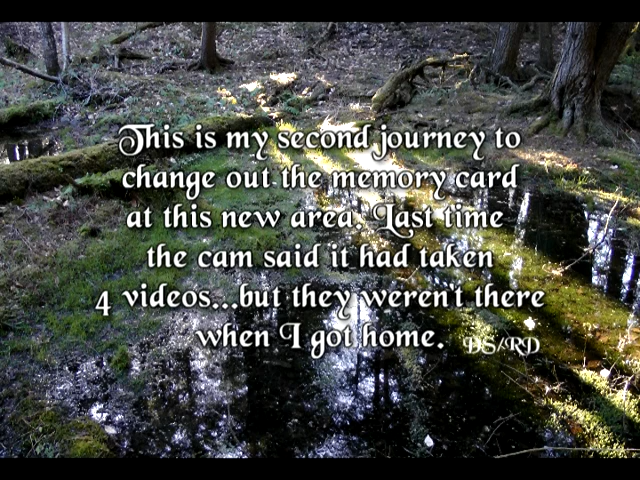 This is my second journey to
change out the memory card
at this new area. Last time
the cam said it had taken
4 videos...but they weren't there
when I got home.
DS/RD